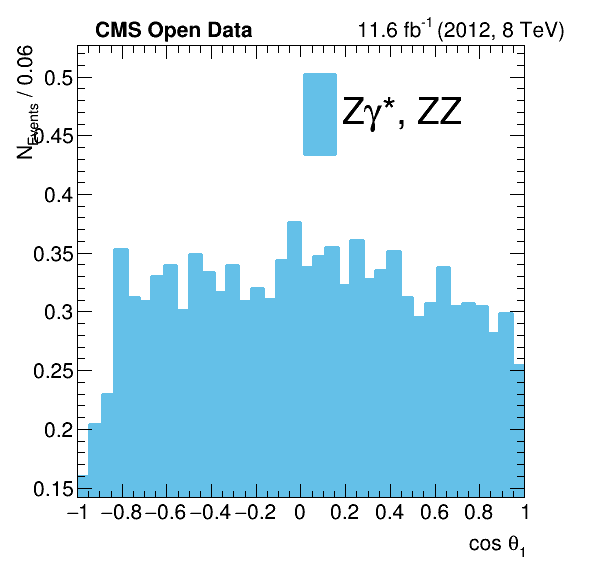 CMS Open Data
11.6 fb⁻¹ (2012, 8 TeV)
N_Events / 0.06
Zγ*, ZZ
0.5
0.45
0.4
0.35
0.3
0.25
0.2
0.15
−1 −0.8 −0.6 −0.4 −0.2 0 0.2 0.4 0.6 0.8 1
cos θ₁